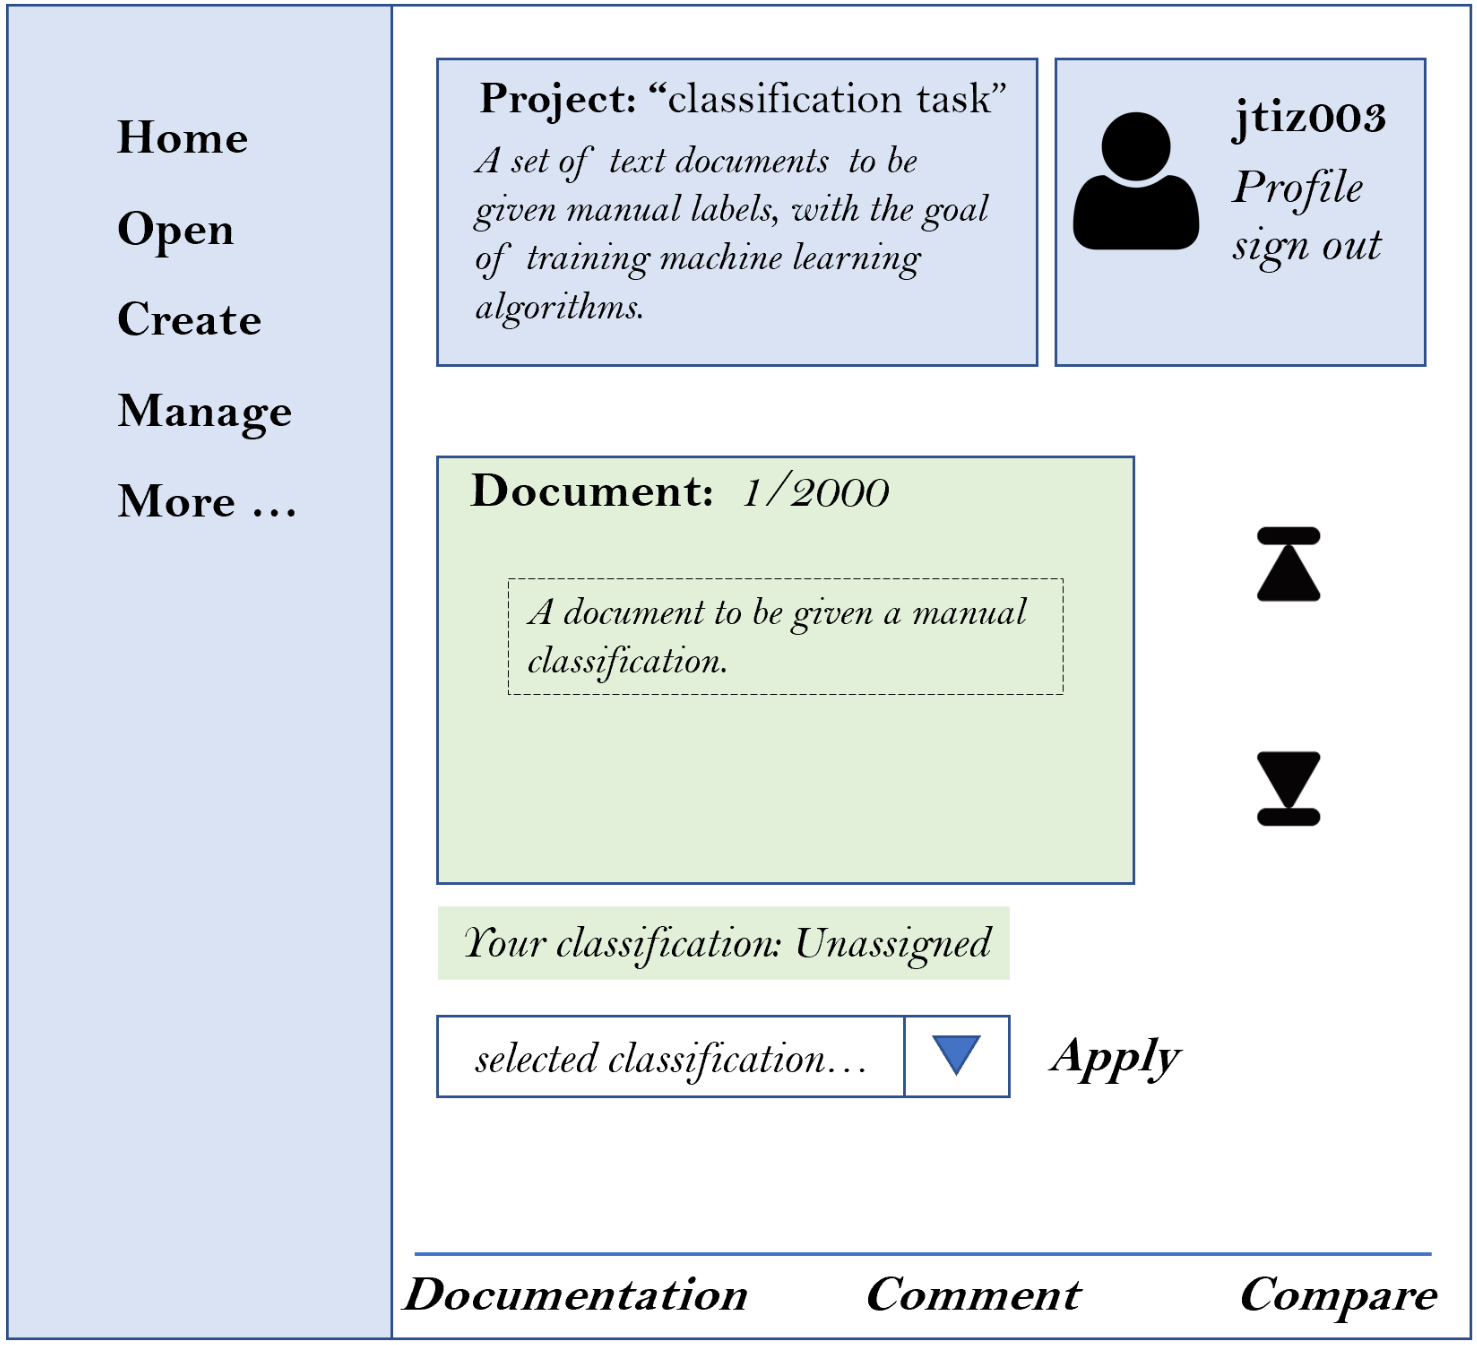 Home
Open
Create
Manage
More …
Project: “classification task”
A set of text documents to be
given manual labels, with the goal
of training machine learning
algorithms.
jtiz003
Profile
sign out
Document: 1/2000
A document to be given a manual
classification.
Your classification: Unassigned
selected classification…
Apply
Documentation
Comment
Compare